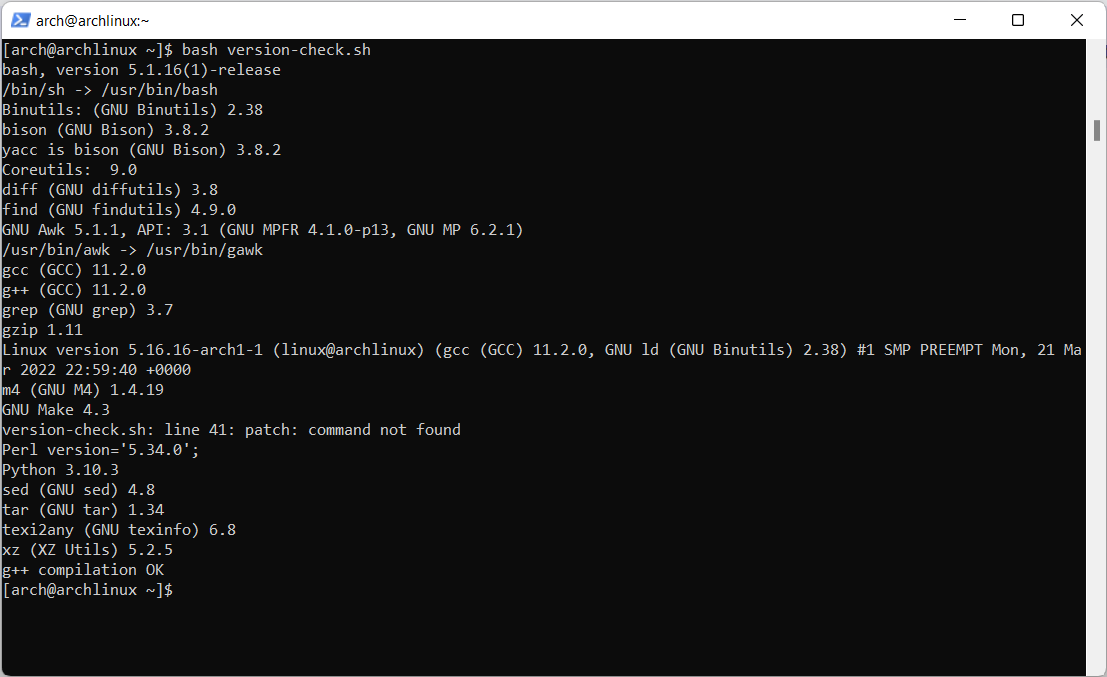 arch@archlinux:~
[arch@archlinux ~]$ bash version-check.sh
bash, version 5.1.16(1)-release
/bin/sh -> /usr/bin/bash
Binutils: (GNU Binutils) 2.38
bison (GNU Bison) 3.8.2
yacc is bison (GNU Bison) 3.8.2
Coreutils:  9.0
diff (GNU diffutils) 3.8
find (GNU findutils) 4.9.0
GNU Awk 5.1.1, API: 3.1 (GNU MPFR 4.1.0-p13, GNU MP 6.2.1)
/usr/bin/awk -> /usr/bin/gawk
gcc (GCC) 11.2.0
g++ (GCC) 11.2.0
grep (GNU grep) 3.7
gzip 1.11
Linux version 5.16.16-arch1-1 (linux@archlinux) (gcc (GCC) 11.2.0, GNU ld (GNU Binutils) 2.38) #1 SMP PREEMPT Mon, 21 Ma
r 2022 22:59:40 +0000
m4 (GNU M4) 1.4.19
GNU Make 4.3
version-check.sh: line 41: patch: command not found
Perl version='5.34.0';
Python 3.10.3
sed (GNU sed) 4.8
tar (GNU tar) 1.34
texi2any (GNU texinfo) 6.8
xz (XZ Utils) 5.2.5
g++ compilation OK
[arch@archlinux ~]$